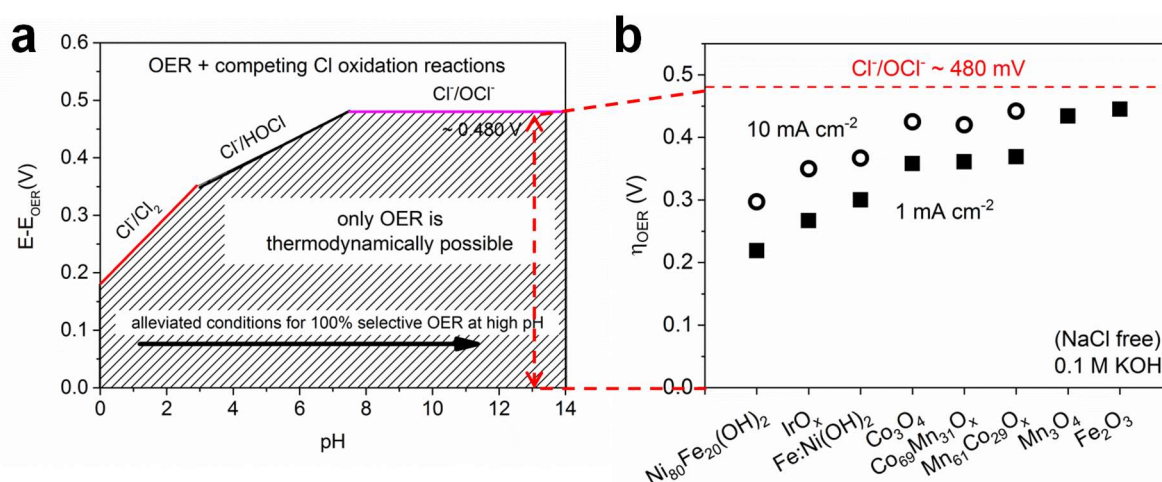 a
0.6
0.5
0.4
0.3
0.2
0.1
0.0
E-E_OER(V)
OER + competing Cl oxidation reactions
Cl⁻/OCl⁻
~ 0.480 V
Cl⁻/HOCl
Cl⁻/Cl₂
only OER is
thermodynamically possible
alleviated conditions for 100% selective OER at high pH
0 2 4 6 8 10 12 14
pH
b
0.5
0.4
0.3
0.2
0.1
0.0
η_OER (V)
Cl⁻/OCl⁻ ~ 480 mV
10 mA cm⁻²
1 mA cm⁻²
(NaCl free)
0.1 M KOH
Ni₈₀Fe₂₀(OH)₂
IrOₓ
Fe:Ni(OH)₂
Co₃O₄
Co₆₉Mn₃₁Oₓ
Mn₆₁Co₂₉Oₓ
Mn₃O₄
Fe₂O₃